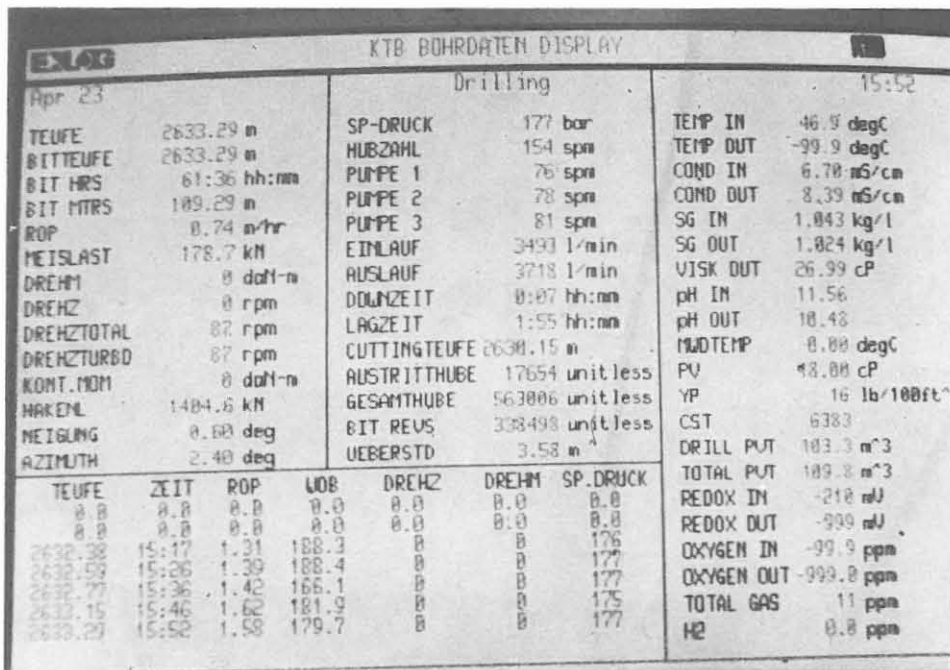 EXLOG
KTB BOHRDATEN DISPLAY
Apr 23
Drilling
15:52
TEUFE 2633.29 m
BITTEUFE 2633.29 m
BIT HRS 61:36 hh:mm
BIT MTRS 109.29 m
ROP 0.74 m/hr
MEISLAST 178.7 kN
DREHM 0 daN-m
DREHZ 0 rpm
DREHZTOTAL 87 rpm
DREHZTURBO 87 rpm
KONT.MOM 0 daN-m
HAKENL 1404.6 kN
NEIGUNG 0.60 deg
AZIMUTH 2.40 deg
SP-DRUCK 177 bar
HUBZAHL 154 spm
PUMPE 1 76 spm
PUMPE 2 78 spm
PUMPE 3 81 spm
EINLAUF 3493 l/min
AUSLAUF 3718 l/min
DOWNZEIT 0:07 hh:mm
LAGZEIT 1:55 hh:mm
CUTTINGTEUFE 2630.15 m
AUSTRITTHUBE 17654 unitless
GESAMTHUBE 563006 unitless
BIT REVS 338498 unitless
UEBERSTD 3.58 m
TEMP IN 46.9 degC
TEMP OUT -99.9 degC
COND IN 6.70 mS/cm
COND OUT 8.39 mS/cm
SG IN 1.043 kg/l
SG OUT 1.024 kg/l
VISK OUT 26.99 cP
pH IN 11.56
pH OUT 10.48
MUDTEMP 0.00 degC
PV 48.00 cP
YP 16 lb/100ft^
CST 6383
DRILL PVT 103.3 m^3
TOTAL PVT 109.8 m^3
REDOX IN -210 mV
REDOX OUT -999 mV
OXYGEN IN -99.9 ppm
OXYGEN OUT -999.0 ppm
TOTAL GAS 11 ppm
H2 0.0 ppm
TEUFE ZEIT ROP WOB DREHZ DREHM SP.DRUCK
0.0 0.0 0.0 0.0 0.0 0.0 0.0
0.0 0.0 0.0 0.0 0.0 0.0 0.0
2632.38 15:17 1.31 188.3 0 0 176
2632.59 15:26 1.39 188.4 0 0 177
2632.77 15:36 1.42 166.1 0 0 177
2633.15 15:46 1.62 181.9 0 0 175
2633.29 15:52 1.58 179.7 0 0 177